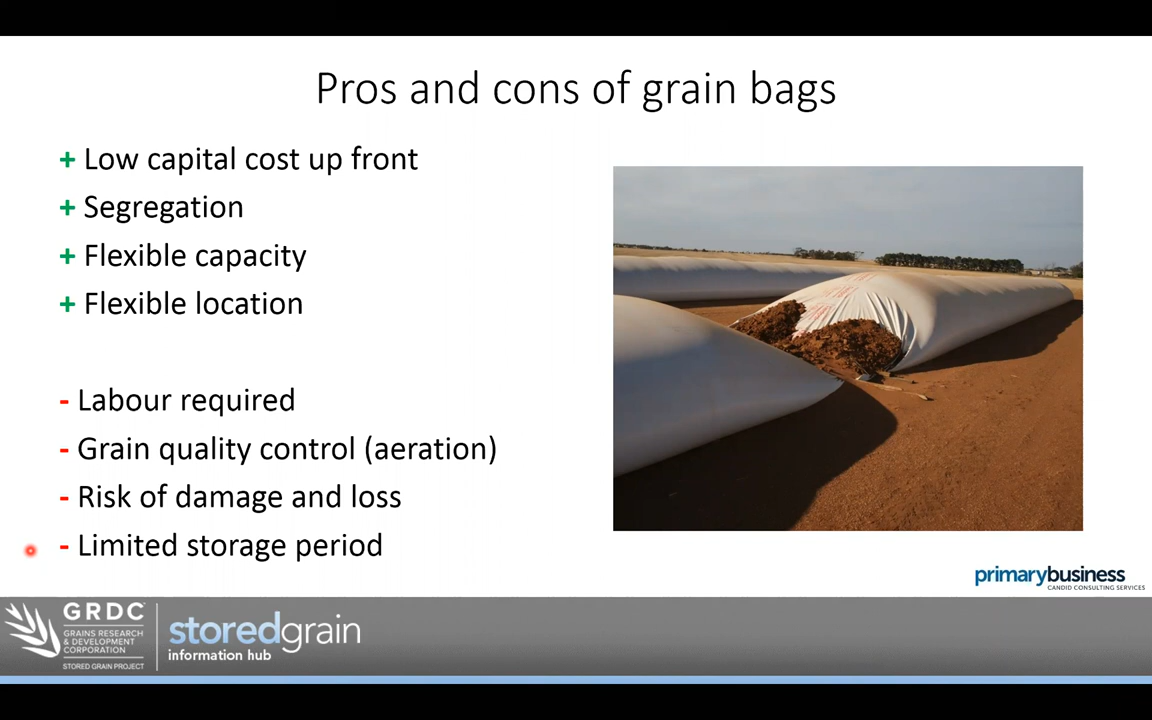 Pros and cons of grain bags
+ Low capital cost up front
+ Segregation
+ Flexible capacity
+ Flexible location
- Labour required
- Grain quality control (aeration)
- Risk of damage and loss
- Limited storage period
primarybusiness
CANDID CONSULTING SERVICES
GRDC
GRAINS RESEARCH
& DEVELOPMENT
CORPORATION
STORED GRAIN PROJECT
storedgrain
information hub